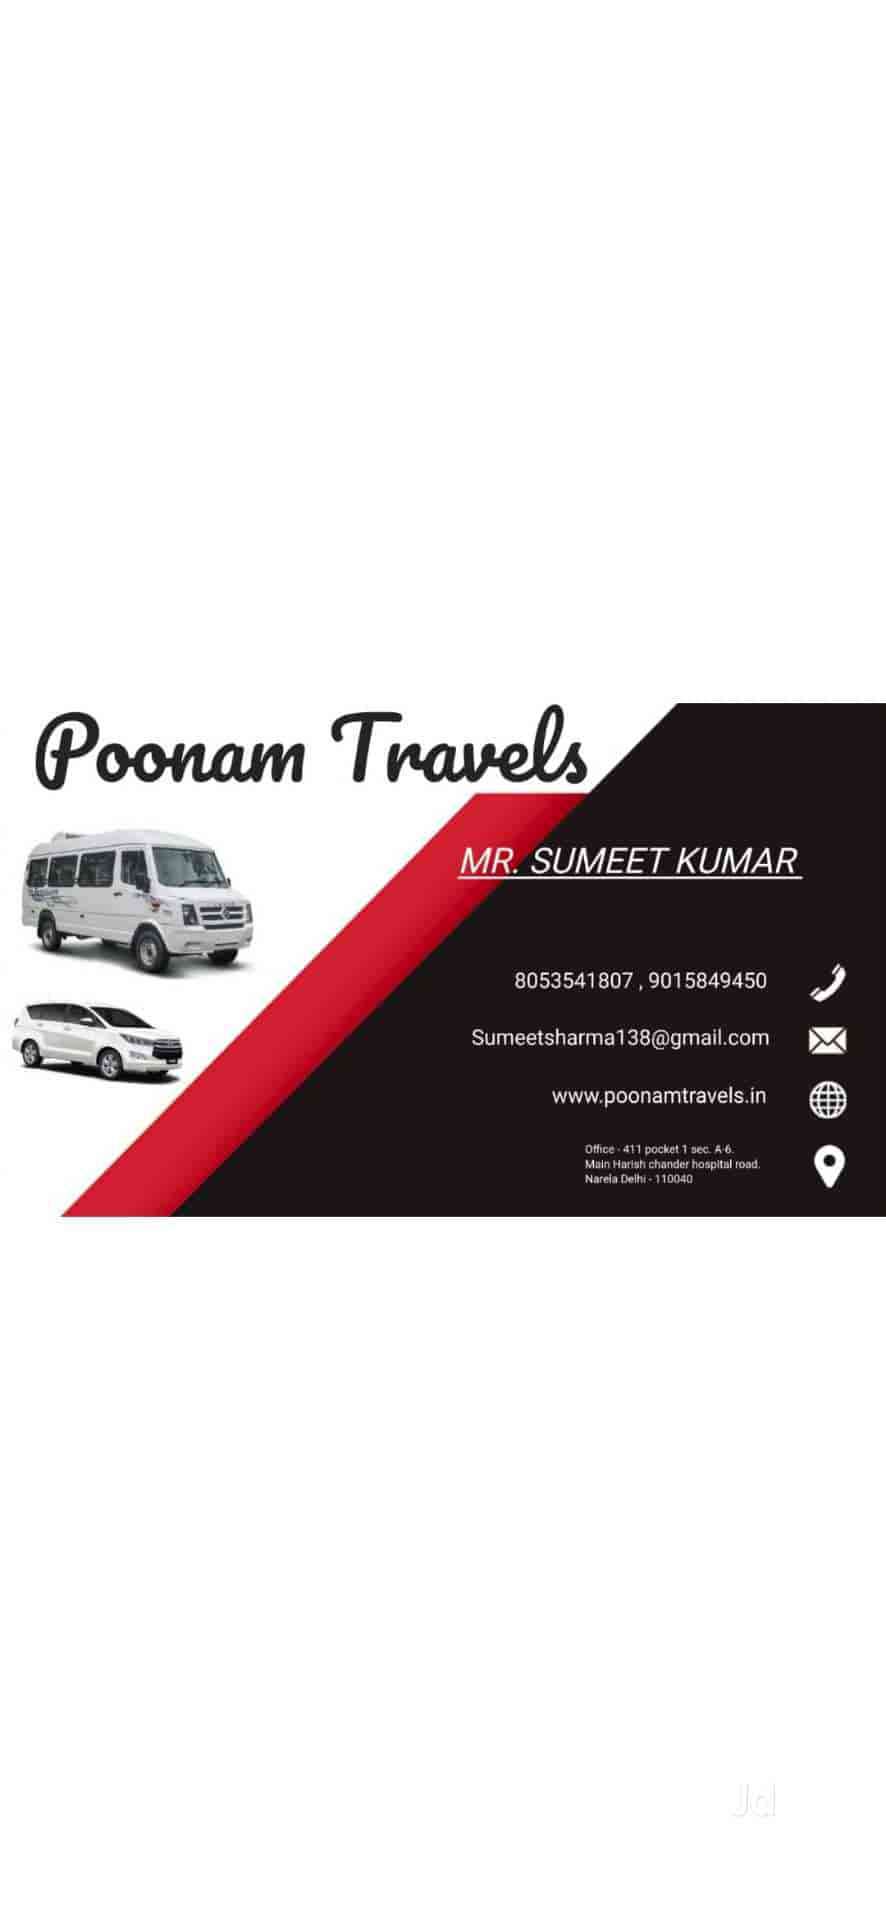 Poonam Travels
MR. SUMEET KUMAR
8053541807 , 9015849450
Sumeetsharma138@gmail.com
www.poonamtravels.in
Office - 411 pocket 1 sec. A-6.
Main Harish chander hospital road.
Narela Delhi - 110040
Jd